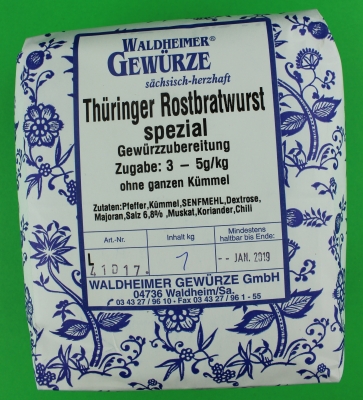 WALDHEIMER®
GEWÜRZE
sächsisch-herzhaft
Thüringer Rostbratwurst
spezial
Gewürzzubereitung
Zugabe: 3 – 5g/kg
ohne ganzen Kümmel
Zutaten:Pfeffer,Kümmel,SENFMEHL,Dextrose,
Majoran,Salz 6,8% ,Muskat,Koriander,Chili
Art.-Nr. Inhalt kg Mindestens
haltbar bis Ende:
L 1 -- JAN. 2019
WALDHEIMER GEWÜRZE GmbH
04736 Waldheim/Sa.
✆ 03 43 27 / 96 10 - Fax 03 43 27 / 96 1 - 55